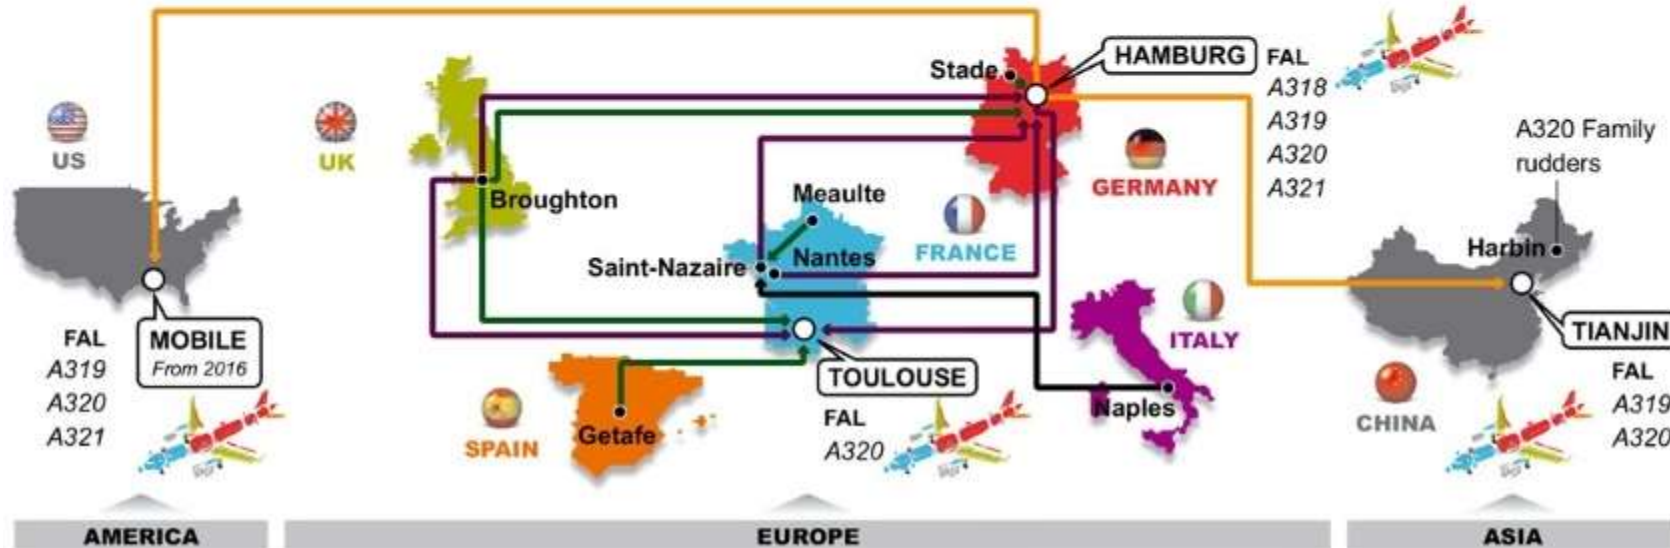 US
MOBILE
From 2016
FAL
A319
A320
A321
AMERICA
UK
Broughton
Stade
HAMBURG
FAL
A318
A319
A320
A321
GERMANY
Meaulte
FRANCE
Saint-Nazaire
Nantes
ITALY
Naples
TOULOUSE
FAL
A320
SPAIN
Getafe
EUROPE
A320 Family
rudders
Harbin
TIANJIN
CHINA
FAL
A319
A320
ASIA